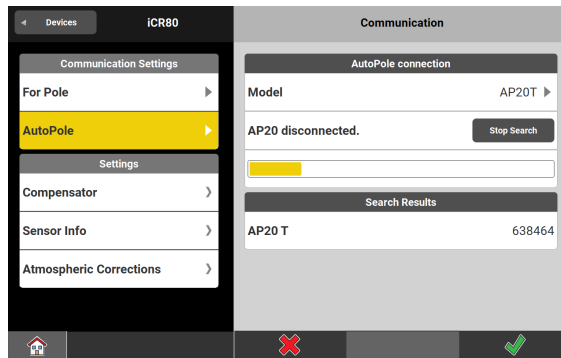 Devices
iCR80
Communication
Communication Settings
For Pole
AutoPole
Settings
Compensator
Sensor Info
Atmospheric Corrections
AutoPole connection
Model AP20T
AP20 disconnected. Stop Search
Search Results
AP20 T 638464